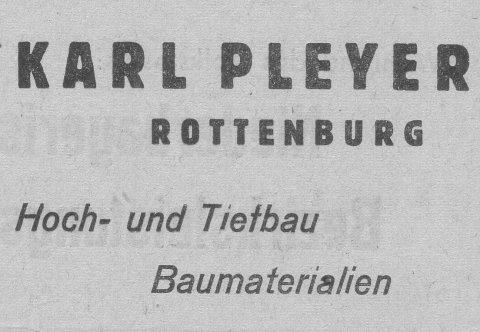 KARL PLEYER
ROTTENBURG
Hoch- und Tiefbau
Baumaterialien